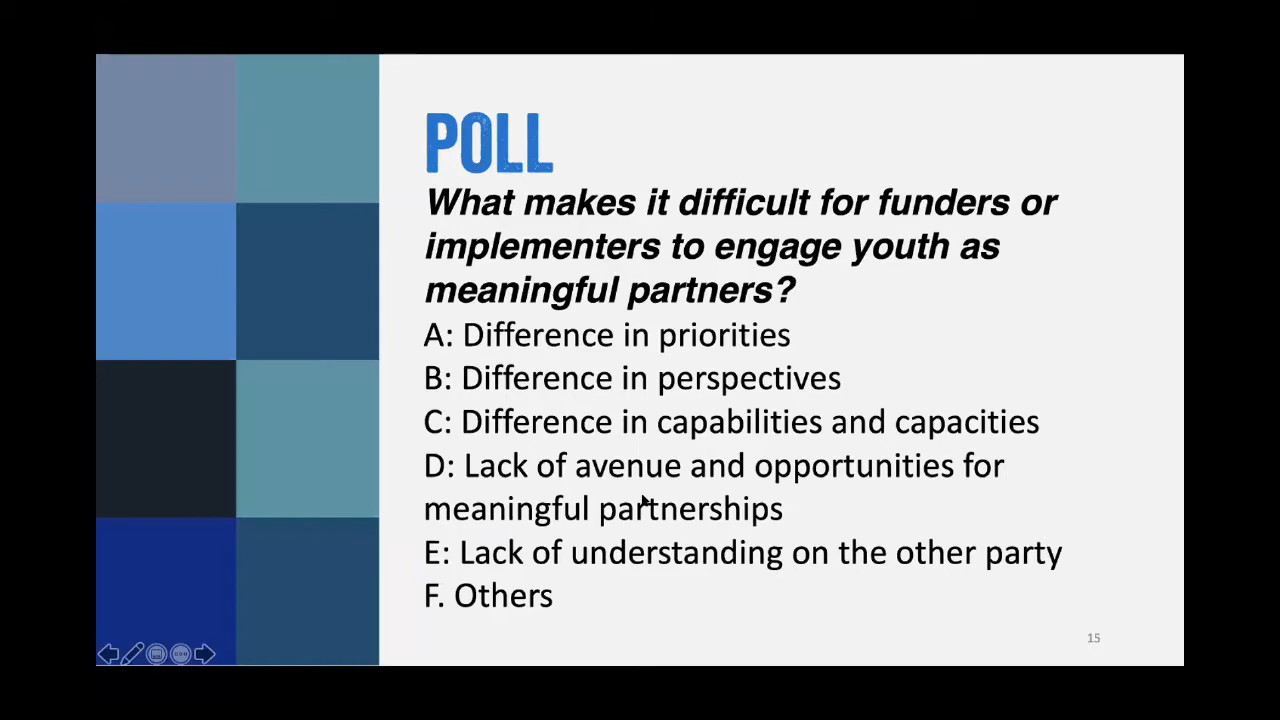 POLL
What makes it difficult for funders or
implementers to engage youth as
meaningful partners?
A: Difference in priorities
B: Difference in perspectives
C: Difference in capabilities and capacities
D: Lack of avenue and opportunities for
meaningful partnerships
E: Lack of understanding on the other party
F. Others
15